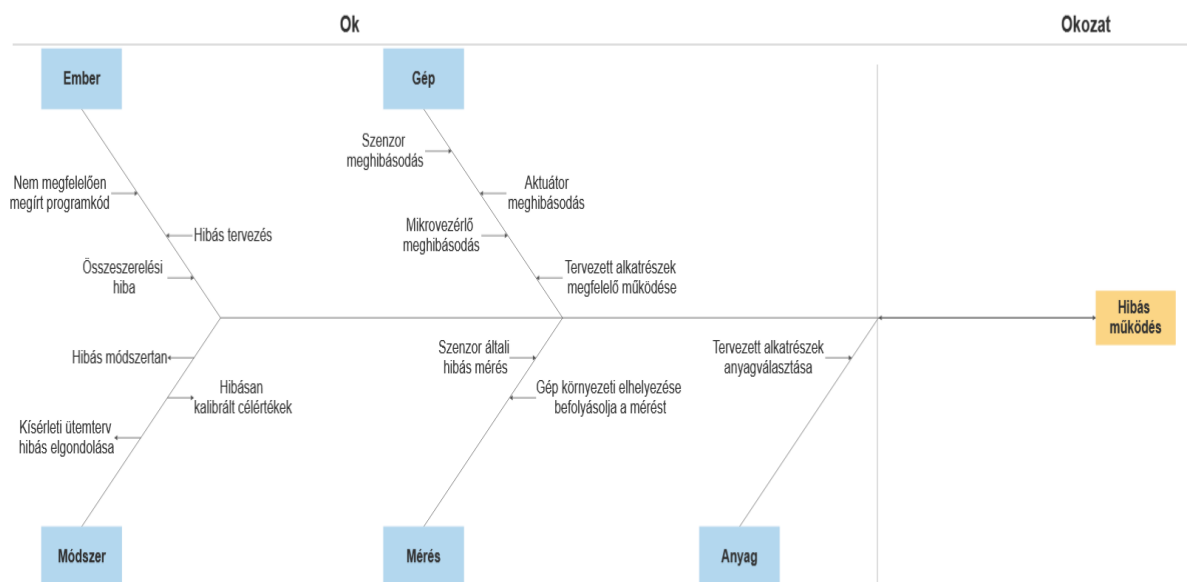 Ok
Okozat
Ember
Gép
Szenzor
meghibásodás
Nem megfelelően
megírt programkód
Aktuátor
meghibásodás
Hibás tervezés
Mikrovezérlő
meghibásodás
Összeszerelési
hiba
Tervezett alkatrészek
megfelelő működése
Hibás
működés
Hibás módszertan
Szenzor általi
hibás mérés
Tervezett alkatrészek
anyagválasztása
Hibásan
kalibrált célértékek
Gép környezeti elhelyezése
befolyásolja a mérést
Kísérleti ütemterv
hibás elgondolása
Módszer
Mérés
Anyag